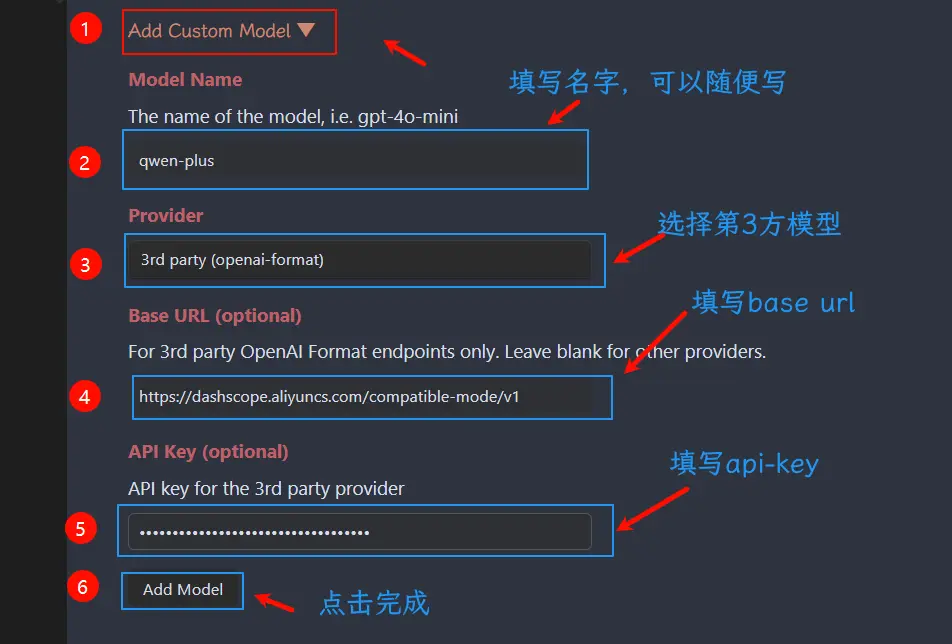 1 Add Custom Model ▼
Model Name
填写名字，可以随便写
The name of the model, i.e. gpt-4o-mini
2 qwen-plus
Provider
选择第3方模型
3 3rd party (openai-format)
填写base url
Base URL (optional)
For 3rd party OpenAI Format endpoints only. Leave blank for other providers.
4 https://dashscope.aliyuncs.com/compatible-mode/v1
API Key (optional)
填写api-key
API key for the 3rd party provider
5 •••••••••••••••••••••••••••••••••••
6 Add Model
点击完成